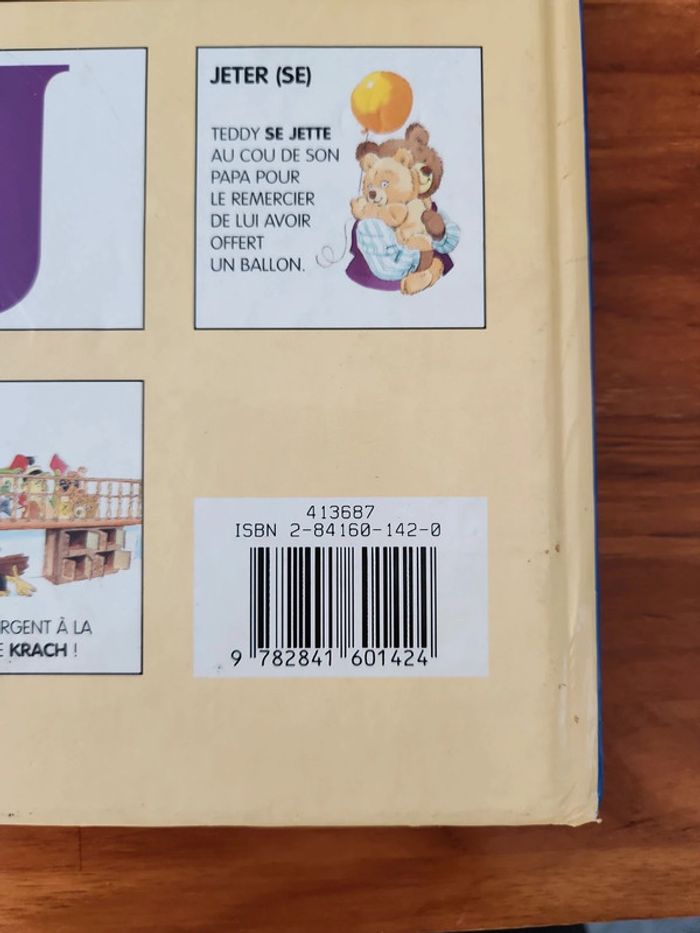 J
JETER (SE)
TEDDY SE JETTE
AU COU DE SON
PAPA POUR
LE REMERCIER
DE LUI AVOIR
OFFERT
UN BALLON.
RGENT À LA
E KRACH !
413687
ISBN 2-84160-142-0
9 782841 601424